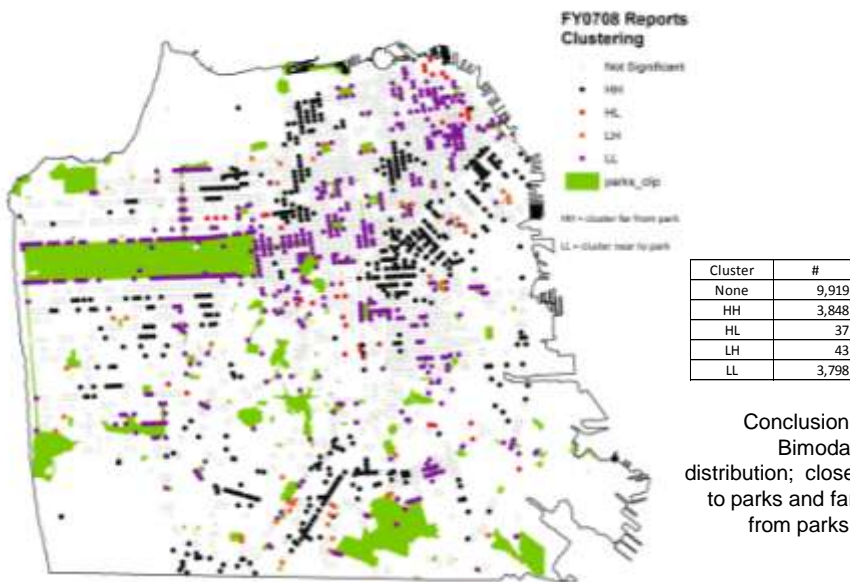 FY0708 Reports
Clustering
Not Significant
HH
HL
LH
LL
parks_clip
HH = cluster far from park
LL = cluster near to park
Cluster #
None 9,919
HH 3,848
HL 37
LH 43
LL 3,798
Conclusion
Bimoda
distribution; close
to parks and far
from parks